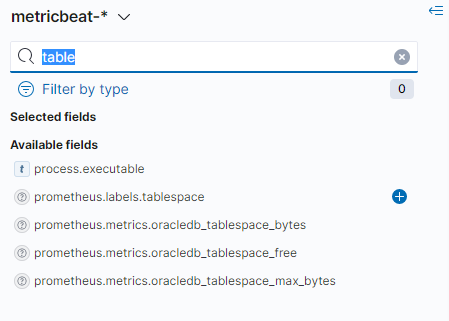 metricbeat-*
table
Filter by type
0
Selected fields
Available fields
t process.executable
? prometheus.labels.tablespace
? prometheus.metrics.oracledb_tablespace_bytes
? prometheus.metrics.oracledb_tablespace_free
? prometheus.metrics.oracledb_tablespace_max_bytes